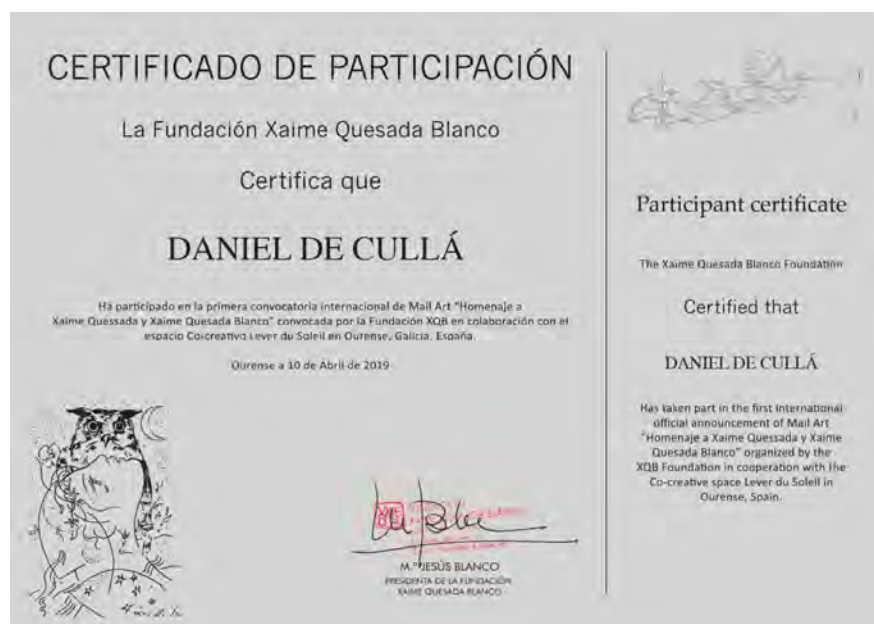 CERTIFICADO DE PARTICIPACIÓN
La Fundación Xaime Quesada Blanco
Certifica que
DANIEL DE CULLÁ
Ha participado en la primera convocatoria internacional de Mail Art "Homenaje a
Xaime Quessada y Xaime Quesada Blanco" convocada por la Fundación XQB en colaboración con el
espacio Co-creativo Lever du Soleil en Ourense, Galicia, España.
Ourense a 10 de Abril de 2019
M.ª JESÚS BLANCO
PRESIDENTA DE LA FUNDACIÓN
XAIME QUESADA BLANCO
Participant certificate
The Xaime Quesada Blanco Foundation
Certified that
DANIEL DE CULLÁ
Has taken part in the first international
official announcement of Mail Art
"Homenaje a Xaime Quessada y Xaime
Quesada Blanco" organized by the
XQB Foundation in cooperation with the
Co-creative space Lever du Soleil in
Ourense, Spain.